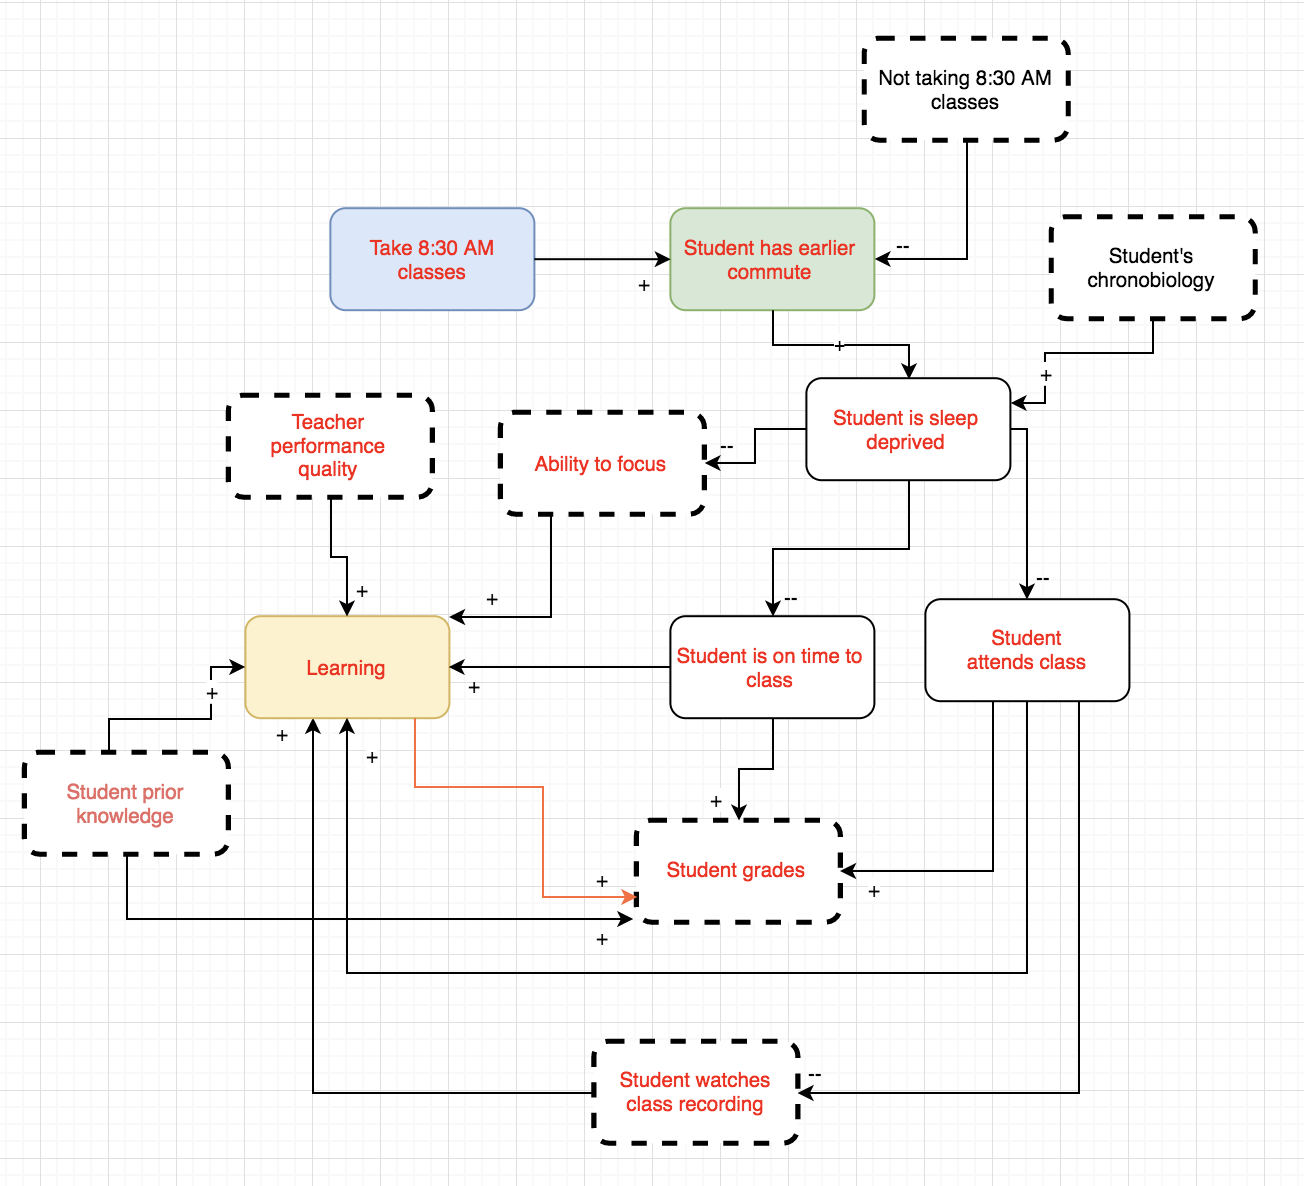 Not taking 8:30 AM
classes
Take 8:30 AM
classes
+
Student has earlier
commute
--
Student's
chronobiology
+
+
Student is sleep
deprived
Teacher
performance
quality
Ability to focus
--
+
+
--
--
Learning
Student is on time to
class
+
Student
attends class
+
Student prior
knowledge
+
+
+
Student grades
+
+
+
Student watches
class recording
--